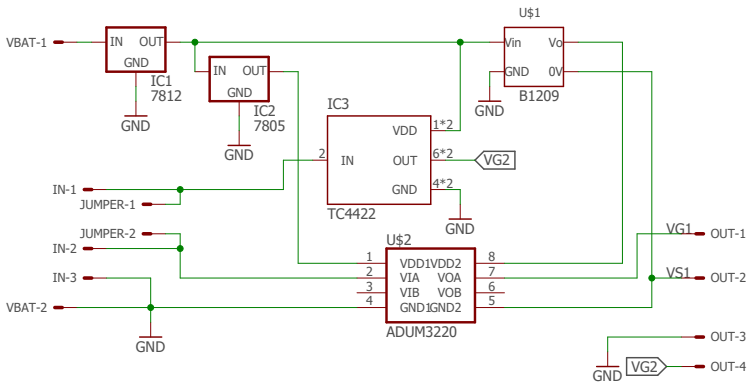 U$1
VBAT-1
IN OUT
GND
IC1
7812
GND
IN OUT
GND
IC2
7805
GND
Vin Vo
GND 0V
B1209
GND
IC3
VDD 1*2
2 IN OUT 6*2
VG2
GND 4*2
TC4422
GND
IN-1
JUMPER-1
JUMPER-2
IN-2
IN-3
VBAT-2
GND
U$2
1 VDD1 VDD2 8
2 VIA VOA 7
3 VIB VOB 6
4 GND1 GND2 5
ADUM3220
VG1 OUT-1
VS1 OUT-2
OUT-3
GND
VG2 OUT-4